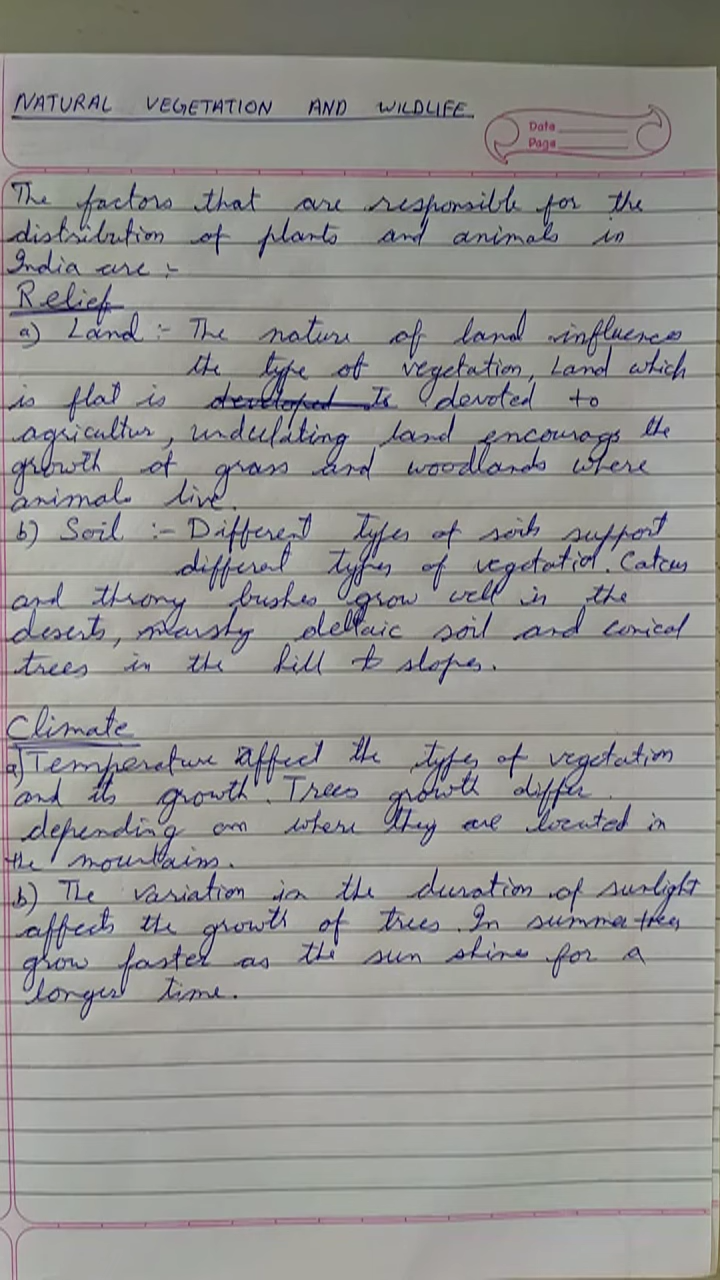 NATURAL VEGETATION AND WILDLIFE
Date
Page
The factors that are responsible for the
distribution of plants and animals in
India are :-
Relief
a) Land :- The nature of land influences
the type of vegetation, Land which
is flat is developed Is devoted to
agricultur, undulating land encourags the
growth of grass and woodlands where
animals live.
b) Soil :- Different types of soils support
different types of vegetatiol. Catcus
and throny bushes grow well in the
deserts, marshy deltaic soil and conical
trees in the hill to slopes.
Climate
a) Temperature affect the types of vegetation
and its growth. Trees growth differ
depending on where they are located in
the mountains.
b) The variation in the duration of sunlight
affects the growth of trees. In summer trees
grow faster as the sun shine for a
longer time.